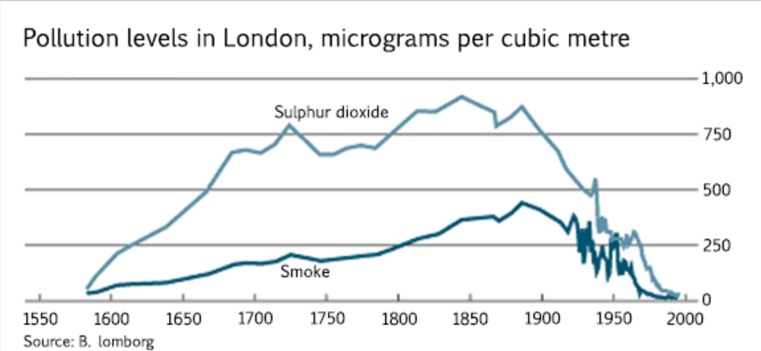 Pollution levels in London, micrograms per cubic metre
1,000
Sulphur dioxide
750
500
250
Smoke
0
1550 1600 1650 1700 1750 1800 1850 1900 1950 2000
Source: B. lomborg